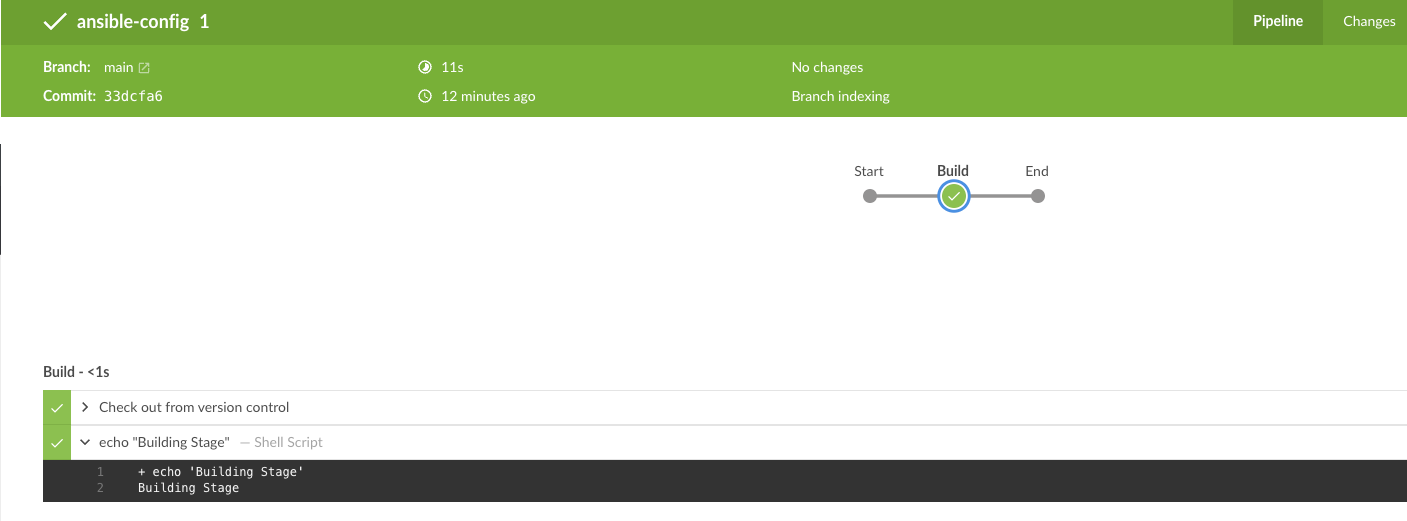 ansible-config 1
Pipeline
Changes
Branch: main
11s
No changes
Commit: 33dcfa6
12 minutes ago
Branch indexing
Start
Build
End
Build - <1s
Check out from version control
echo "Building Stage" — Shell Script
1 + echo 'Building Stage'
2 Building Stage